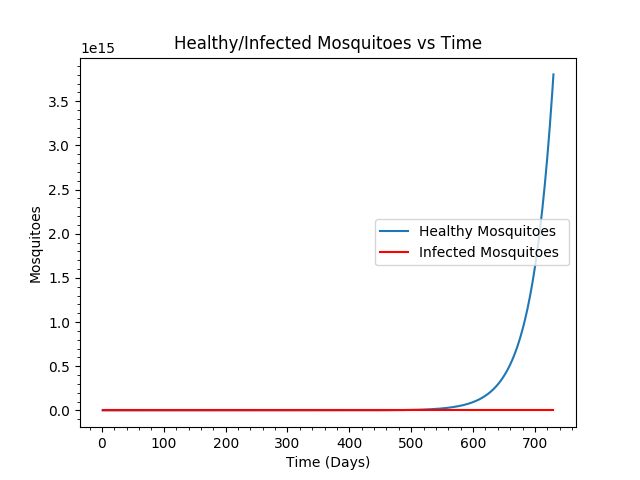 Healthy/Infected Mosquitoes vs Time
1e15
3.5
3.0
2.5
2.0
1.5
1.0
0.5
0.0
Mosquitoes
Healthy Mosquitoes
Infected Mosquitoes
0 100 200 300 400 500 600 700
Time (Days)